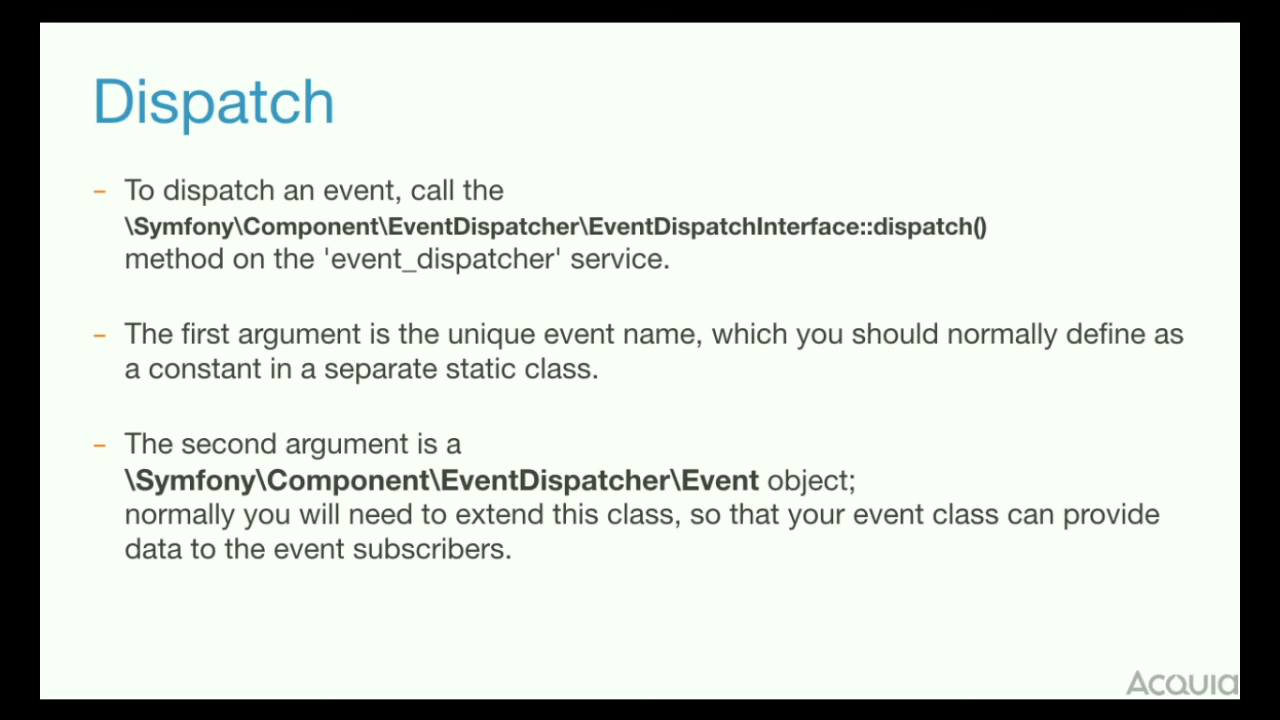 Dispatch
– To dispatch an event, call the
\Symfony\Component\EventDispatcher\EventDispatchInterface::dispatch()
method on the 'event_dispatcher' service.
– The first argument is the unique event name, which you should normally define as
a constant in a separate static class.
– The second argument is a
\Symfony\Component\EventDispatcher\Event object;
normally you will need to extend this class, so that your event class can provide
data to the event subscribers.
Acquia